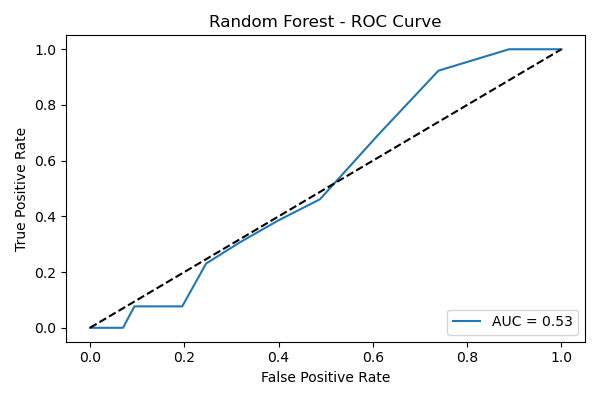 Random Forest - ROC Curve
True Positive Rate
1.0
0.8
0.6
0.4
0.2
0.0
0.0 0.2 0.4 0.6 0.8 1.0
False Positive Rate
AUC = 0.53